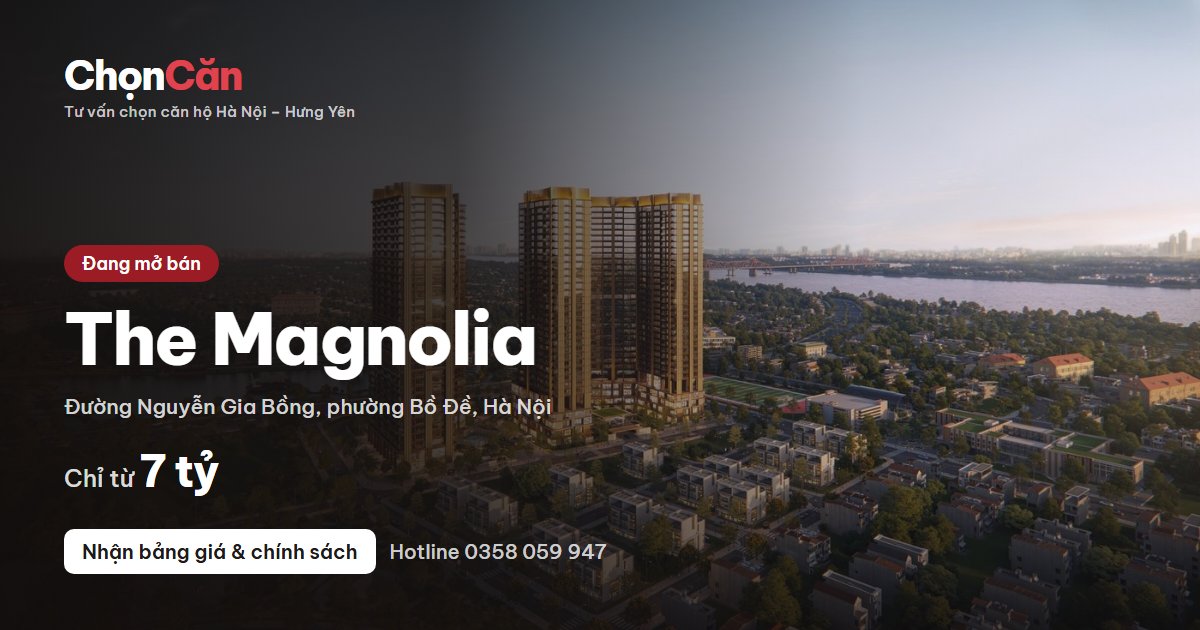 ChọnCăn
Tư vấn chọn căn hộ Hà Nội – Hưng Yên
Đang mở bán
The Magnolia
Đường Nguyễn Gia Bồng, phường Bồ Đề, Hà Nội
Chỉ từ 7 tỷ
Nhận bảng giá & chính sách
Hotline 0358 059 947